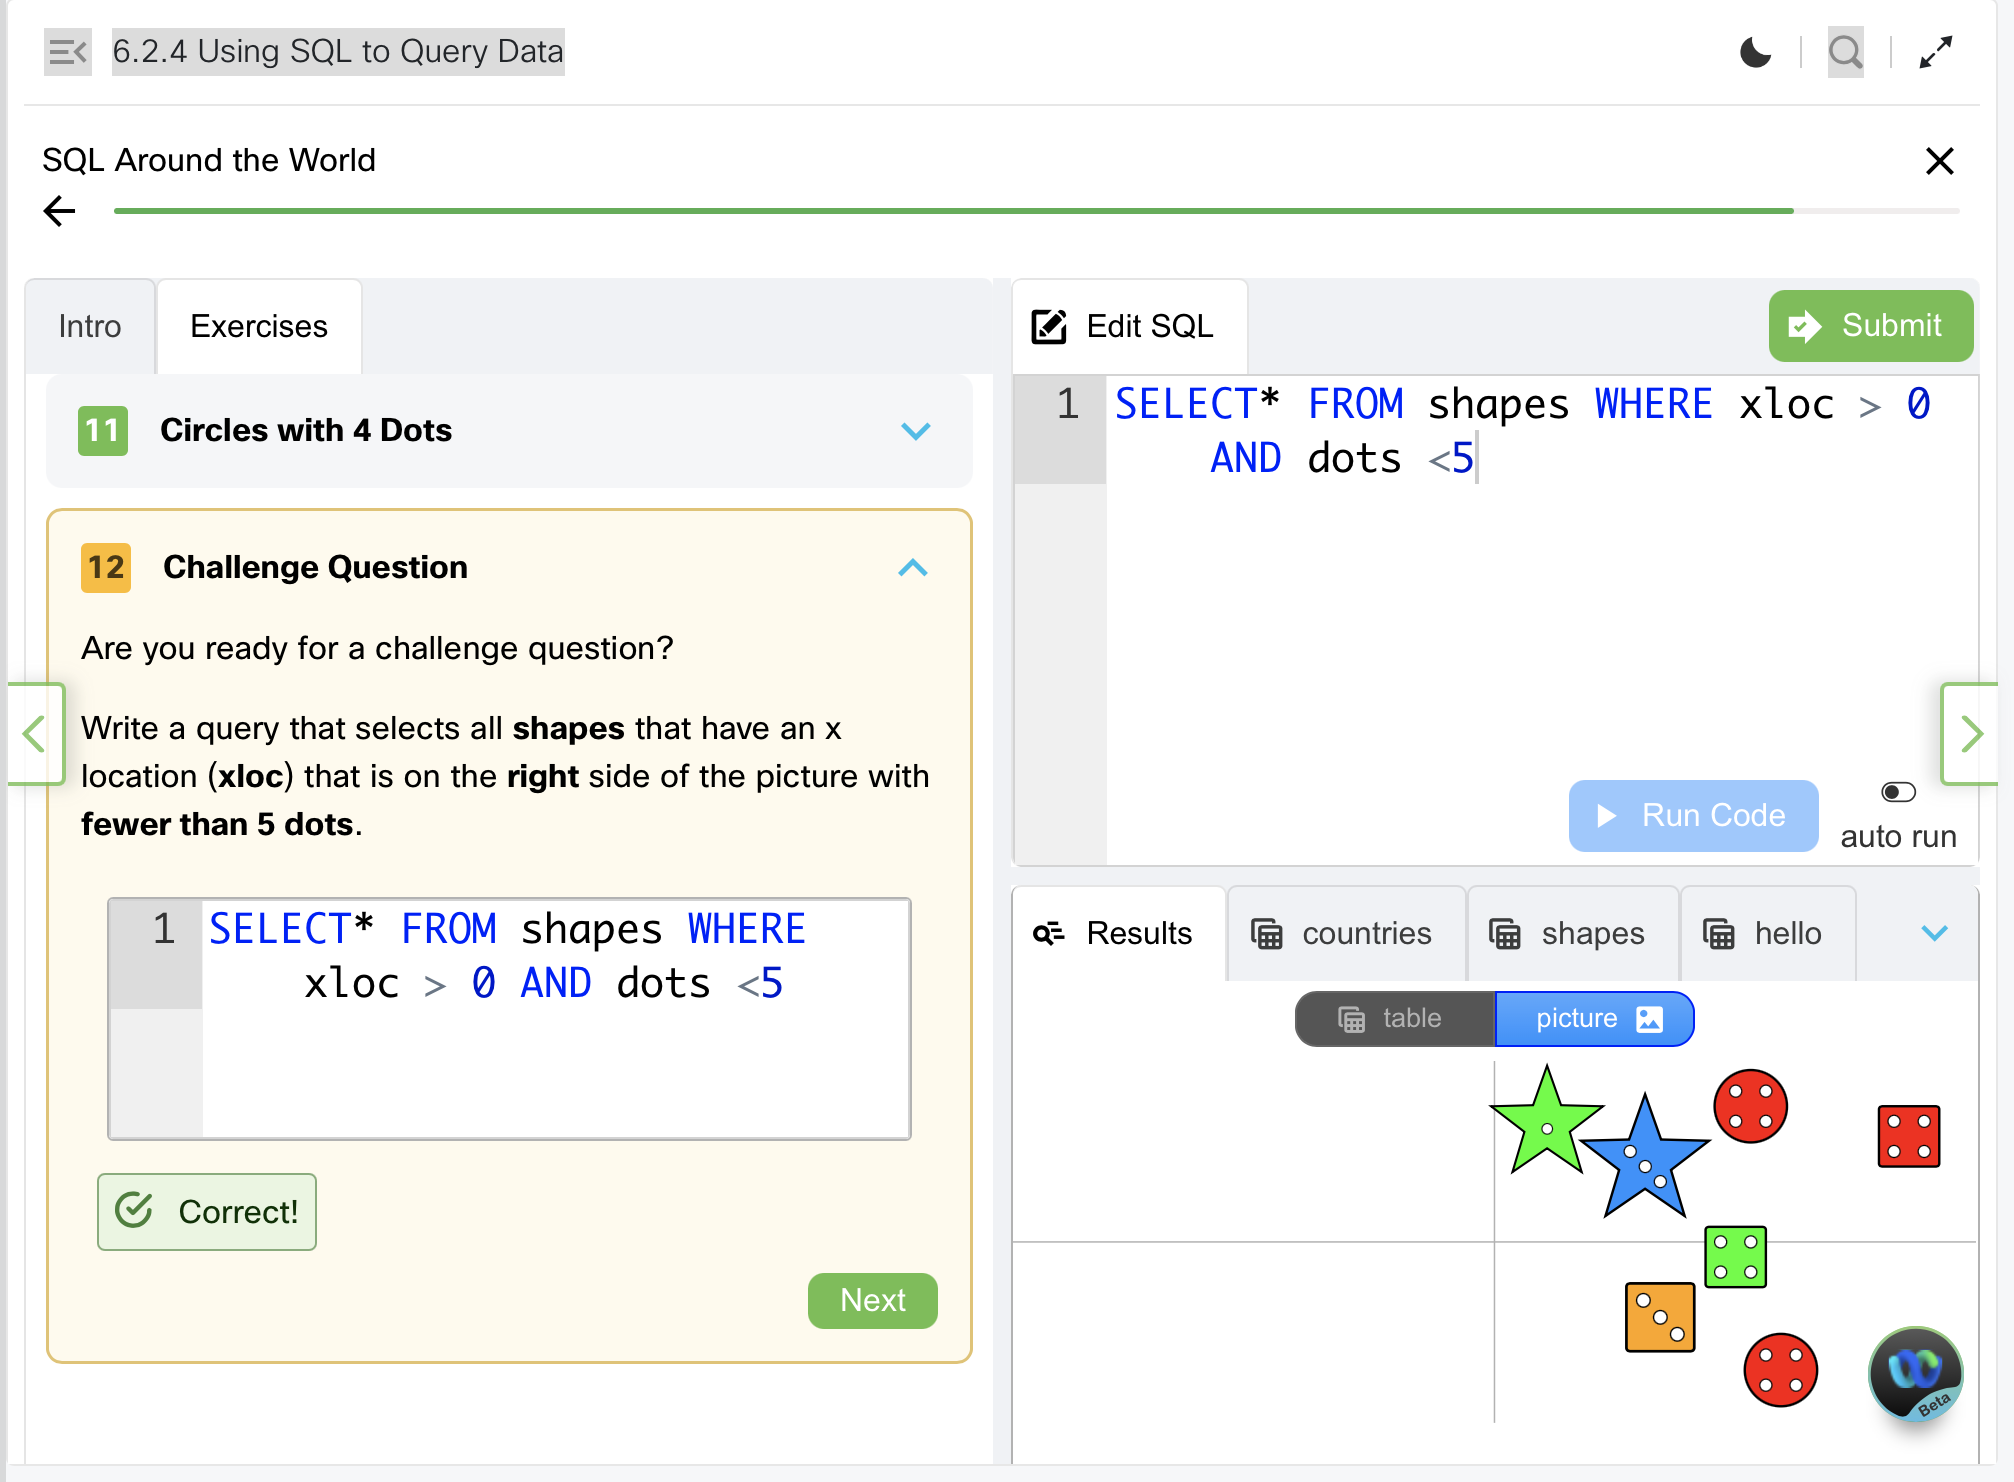 6.2.4 Using SQL to Query Data
SQL Around the World
Intro
Exercises
11 Circles with 4 Dots
12 Challenge Question
Are you ready for a challenge question?
Write a query that selects all shapes that have an x
location (xloc) that is on the right side of the picture with
fewer than 5 dots.
1 SELECT* FROM shapes WHERE
xloc > 0 AND dots <5
Correct!
Next
Edit SQL
Submit
1 SELECT* FROM shapes WHERE xloc > 0
AND dots <5
Run Code
auto run
Results
countries
shapes
hello
table
picture
Beta